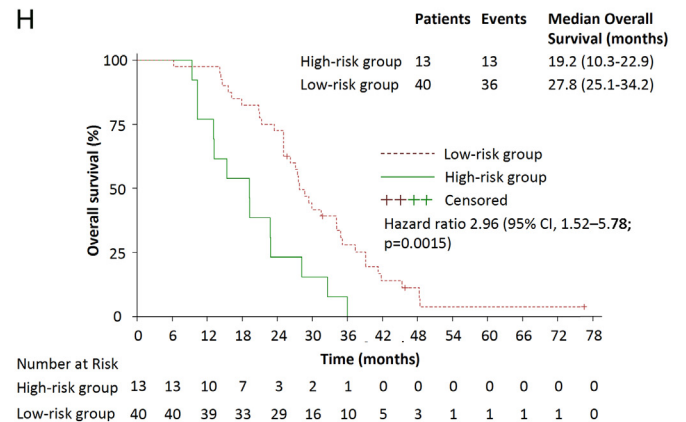 H
Patients Events Median Overall
Survival (months)
High-risk group 13 13 19.2 (10.3-22.9)
Low-risk group 40 36 27.8 (25.1-34.2)
Overall survival (%)
100
75
50
25
0
Low-risk group
High-risk group
Censored
Hazard ratio 2.96 (95% CI, 1.52–5.78;
p=0.0015)
0 6 12 18 24 30 36 42 48 54 60 66 72 78
Time (months)
Number at Risk
High-risk group 13 13 10 7 3 2 1 0 0 0 0 0 0 0
Low-risk group 40 40 39 33 29 16 10 5 3 1 1 1 1 0